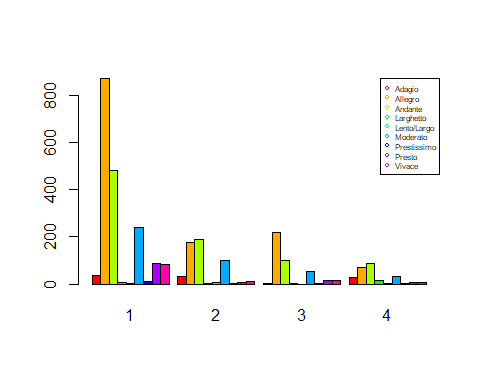 800
600
400
200
0
1 2 3 4
Adagio
Allegro
Andante
Larghetto
Lento/Largo
Moderato
Prestissimo
Presto
Vivace